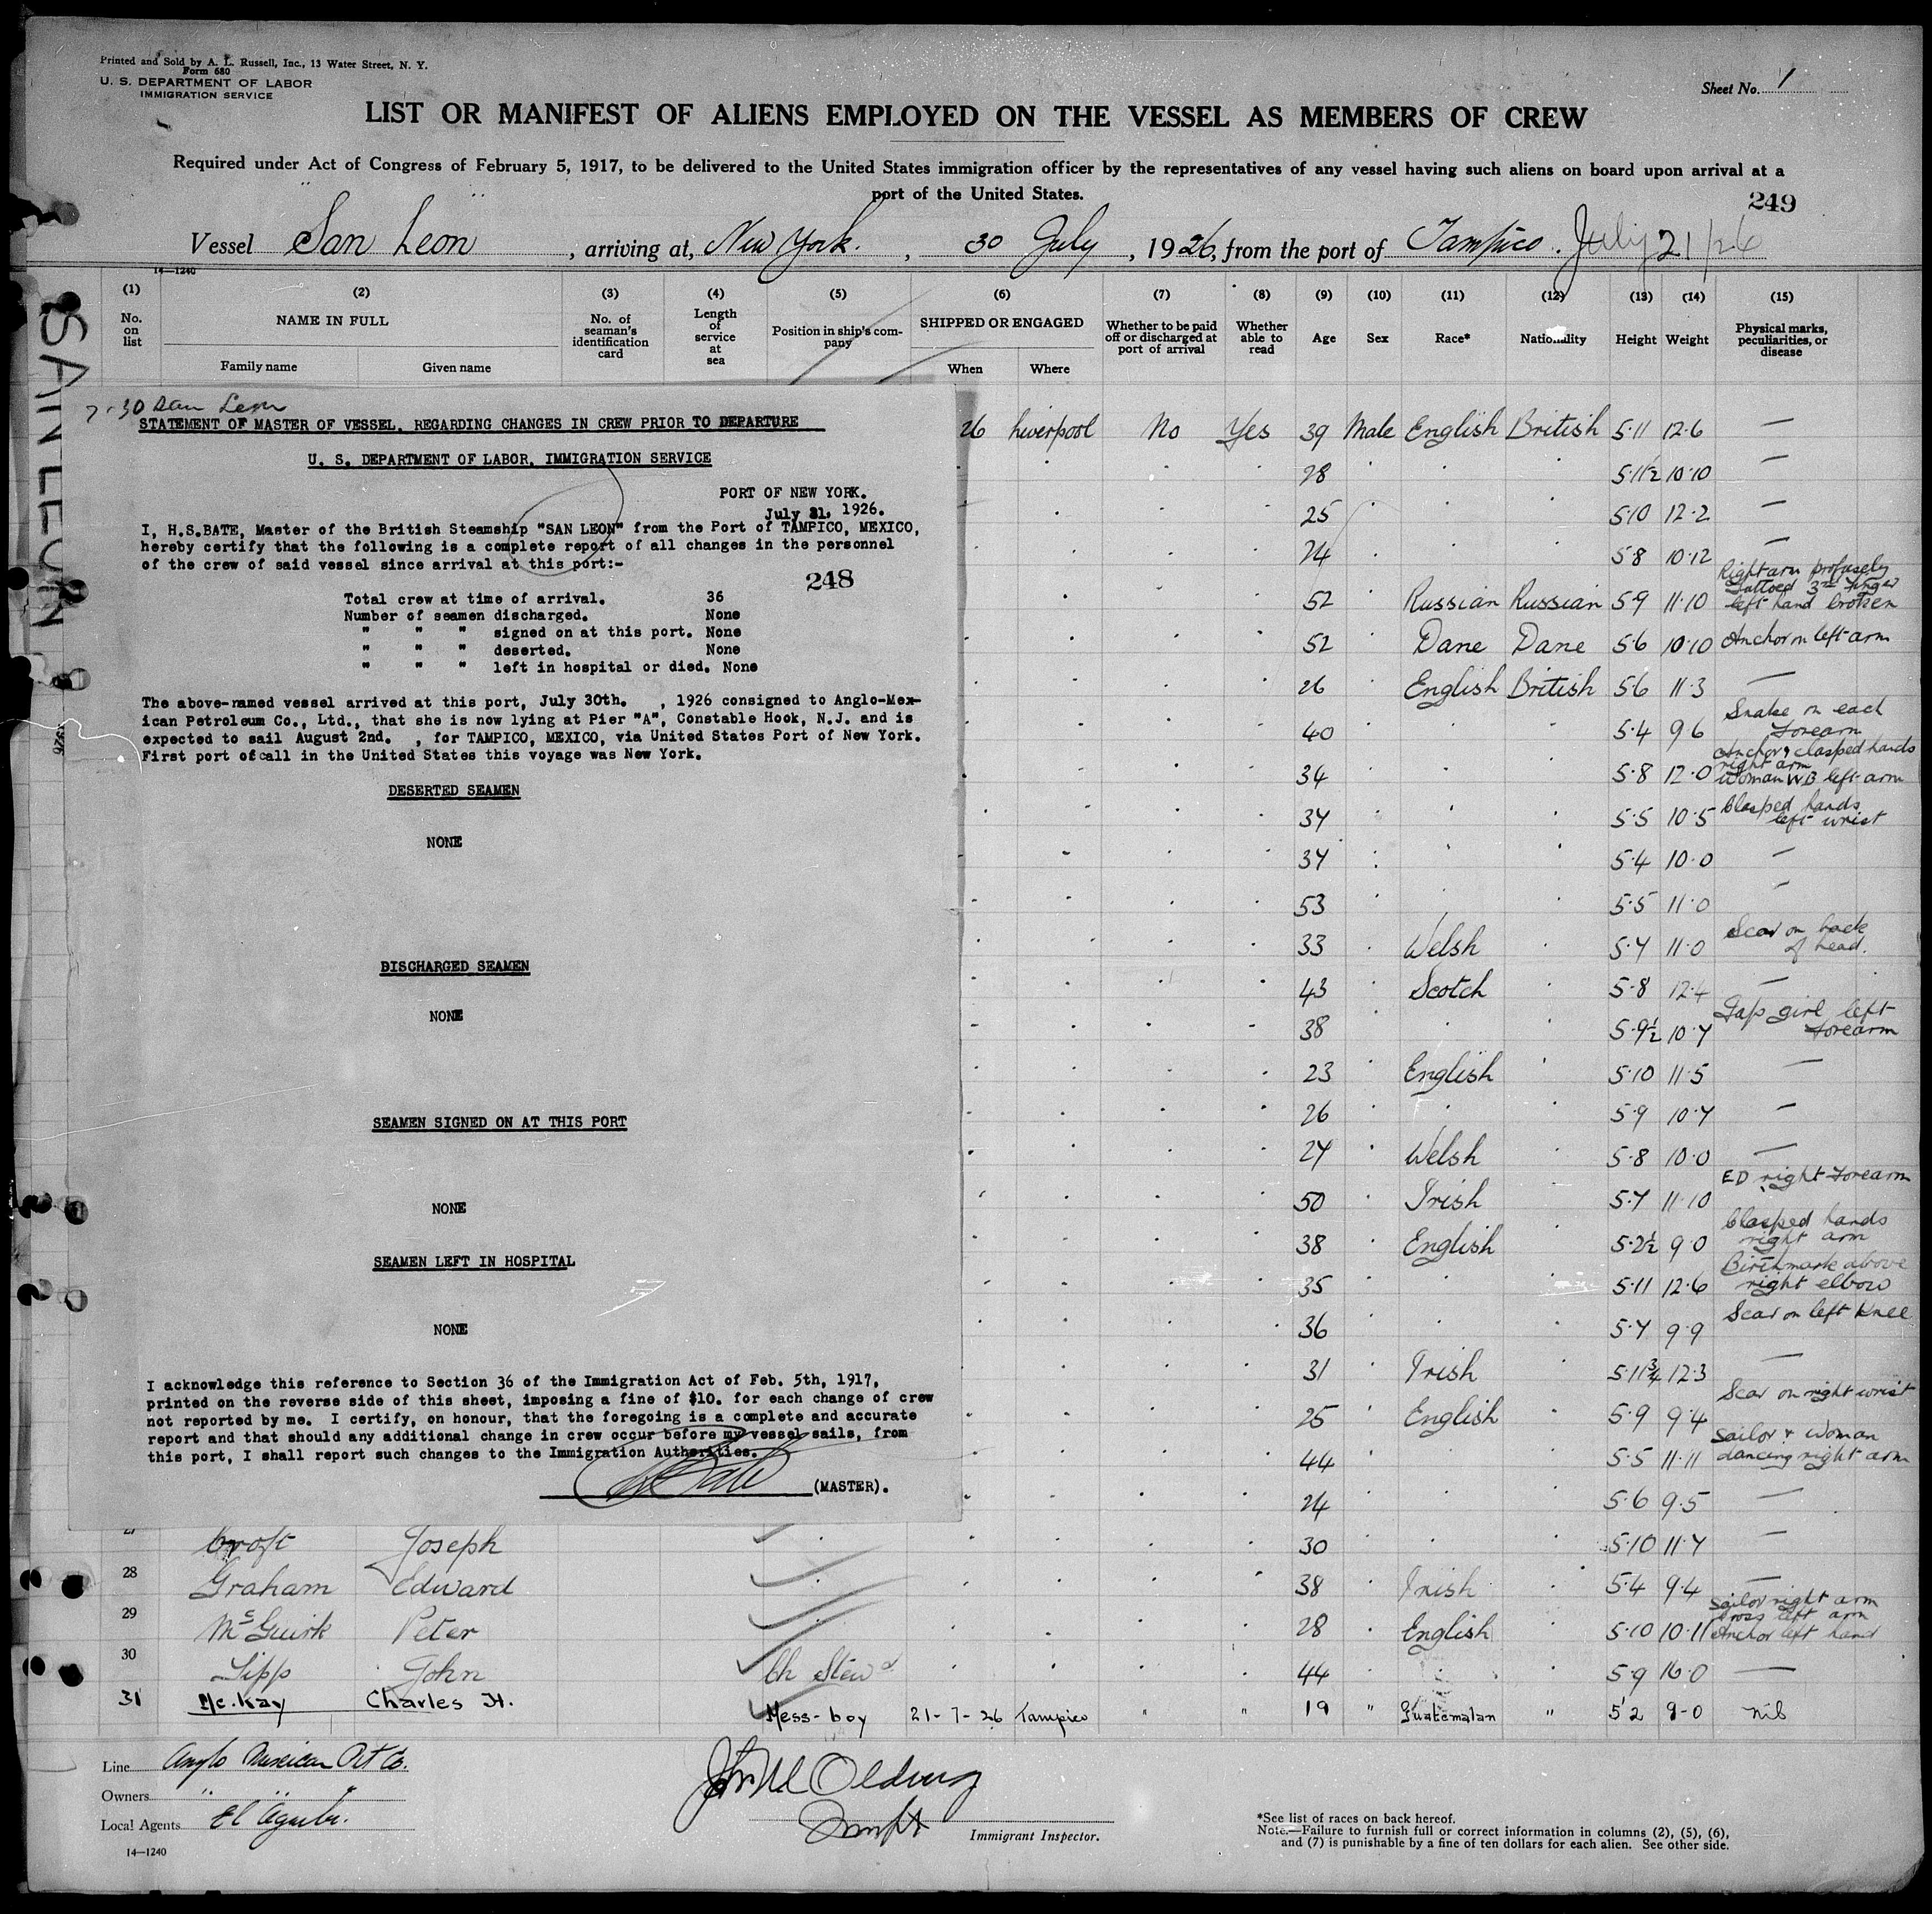 Printed and Sold by A. L. Russell, Inc., 13 Water Street, N. Y.
Form 680
U. S. DEPARTMENT OF LABOR
IMMIGRATION SERVICE
Sheet No. 1
LIST OR MANIFEST OF ALIENS EMPLOYED ON THE VESSEL AS MEMBERS OF CREW
Required under Act of Congress of February 5, 1917, to be delivered to the United States immigration officer by the representatives of any vessel having such aliens on board upon arrival at a
port of the United States.
249
Vessel "San Leon", arriving at, New York., 30 July, 1926, from the port of Tampico. July 21/26
14-1240
SAN LEON
(1) (2) (3) (4) (5) (6) (7) (8) (9) (10) (11) (12) (13) (14) (15)
No. on list
NAME IN FULL
Family name Given name
No. of seaman's identification card
Length of service at sea
Position in ship's company
SHIPPED OR ENGAGED
When Where
Whether to be paid off or discharged at port of arrival
Whether able to read
Age Sex Race* Nationality Height Weight
Physical marks, peculiarities, or disease
7-30 San Leon
STATEMENT OF MASTER OF VESSEL, REGARDING CHANGES IN CREW PRIOR TO DEPARTURE
U. S. DEPARTMENT OF LABOR, IMMIGRATION SERVICE
PORT OF NEW YORK.
July 31, 1926.
I, H.S.BATE, Master of the British Steamship "SAN LEON" from the Port of TAMPICO, MEXICO,
hereby certify that the following is a complete report of all changes in the personnel
of the crew of said vessel since arrival at this port:-
248
Total crew at time of arrival. 36
Number of seamen discharged. None
" " " signed on at this port. None
" " " deserted. None
" " " left in hospital or died. None
The above-named vessel arrived at this port, July 30th. , 1926 consigned to Anglo-Mex-
ican Petroleum Co., Ltd., that she is now lying at Pier "A", Constable Hook, N.J. and is
expected to sail August 2nd. , for TAMPICO, MEXICO, via United States Port of New York.
First port of call in the United States this voyage was New York.
DESERTED SEAMEN
NONE
DISCHARGED SEAMEN
NONE
SEAMEN SIGNED ON AT THIS PORT
NONE
SEAMEN LEFT IN HOSPITAL
NONE
I acknowledge this reference to Section 36 of the Immigration Act of Feb. 5th, 1917,
printed on the reverse side of this sheet, imposing a fine of $10. for each change of crew
not reported by me. I certify, on honour, that the foregoing is a complete and accurate
report and that should any additional change in crew occur before my vessel sails, from
this port, I shall report such changes to the Immigration Authorities.
(MASTER).
26 Liverpool No Yes 39 Male English British 5·11 12·6 —
28 5·11½ 10·10 —
25 5·10 12·2 —
24 5·8 10·12 —
52 Russian Russian 5·9 11·10 Right arm profusely tattoed 3rd finger left hand broken
52 Dane Dane 5·6 10·10 Anchor on left arm
26 English British 5·6 11·3 —
40 5·4 9·6 Snake on each forearm
34 5·8 12·0 Anchor & clasped hands right arm Woman WB left arm
37 5·5 10·5 Clasped hands left wrist
37 5·4 10·0 —
53 5·5 11·0 —
33 Welsh 5·7 11·0 Scar on back of head.
43 Scotch 5·8 12·4 —
38 5·9½ 10·7 Jap girl left forearm
23 English 5·10 11·5 —
26 5·9 10·7 —
27 Welsh 5·8 10·0 —
50 Irish 5·7 11·10 ED right forearm
38 English 5·2½ 9·0 Clasped hands right arm
35 5·11 12·6 Birthmark above right elbow
36 5·7 9·9 Scar on left knee
31 Irish 5·11¾ 12·3 —
25 English 5·9 9·4 Scar on right wrist
44 5·5 11·11 Sailor & woman dancing right arm
24 5·6 9·5 —
27 Croft Joseph 30 5·10 11·7 —
28 Graham Edward 38 Irish 5·4 9·4 —
29 McGuirk Peter 28 English 5·10 10·11 Sailor right arm Cross left arm Anchor left hand
30 Lipp John Ch Stewd 44 5·9 16·0 —
31 Mc.Kay Charles H. Mess-boy 21-7-26 Tampico " " 19 " Guatemalan " 5'2 9-0 nil
Line Anglo Mexican Pet Co.
Owners " "
Local Agents El Aguila.
14—1240
Immigrant Inspector.
*See list of races on back hereof.
Note.—Failure to furnish full or correct information in columns (2), (5), (6),
and (7) is punishable by a fine of ten dollars for each alien. See other side.